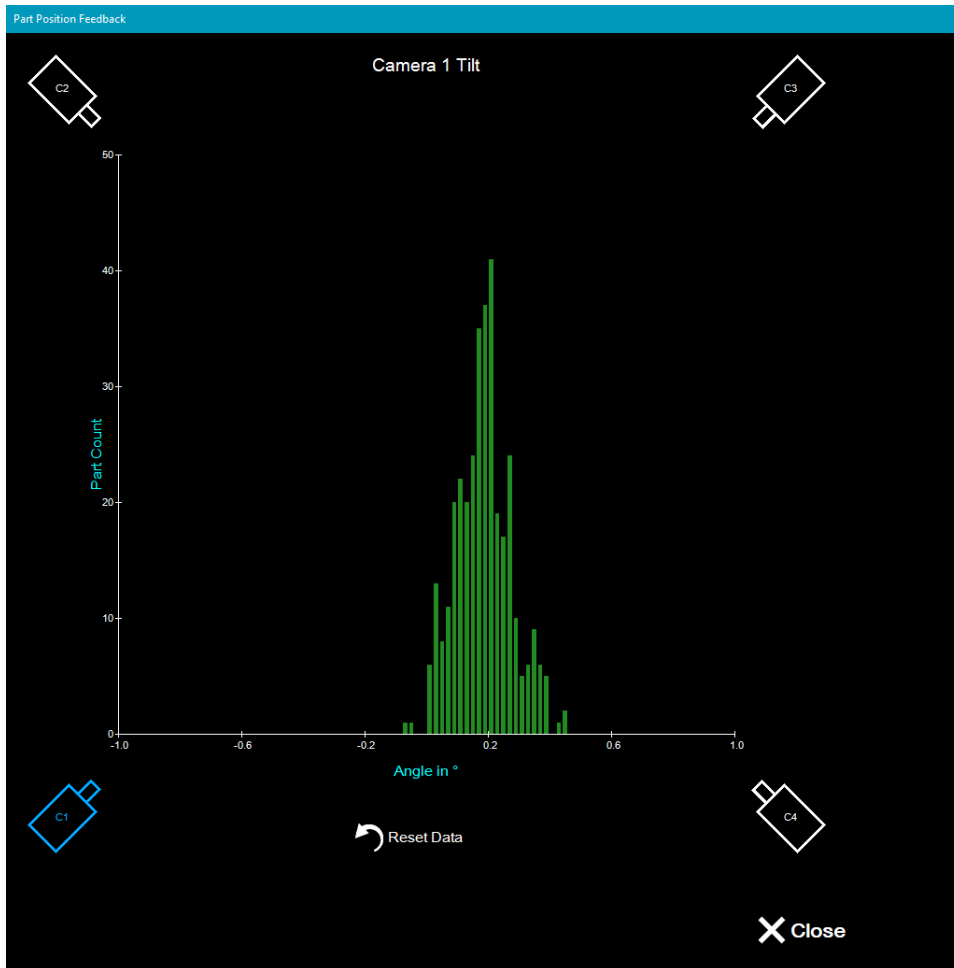 Part Position Feedback
Camera 1 Tilt
C2
C3
50
40
30
20
10
0
Part Count
-1.0
-0.6
-0.2
0.2
0.6
1.0
Angle in °
C1
C4
Reset Data
Close